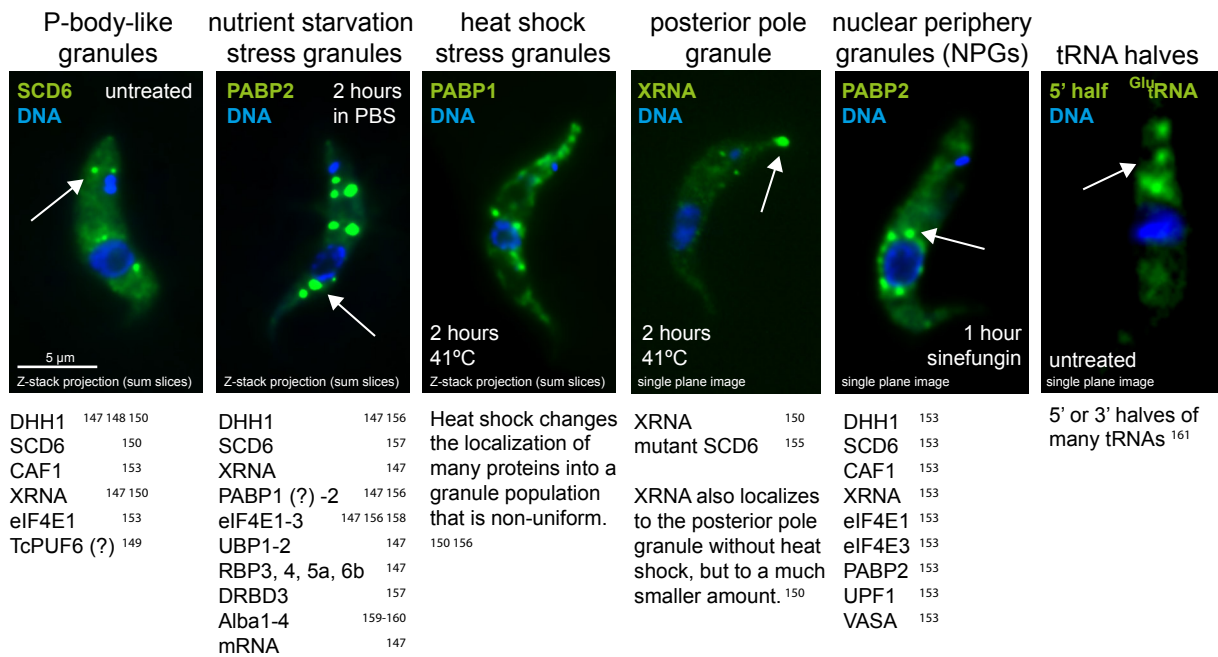 P-body-like
granules
SCD6 untreated
DNA
5 µm
Z-stack projection (sum slices)
DHH1 147 148 150
SCD6 150
CAF1 153
XRNA 147 150
eIF4E1 153
TcPUF6 (?) 149
nutrient starvation
stress granules
PABP2 2 hours
DNA in PBS
Z-stack projection (sum slices)
DHH1 147 156
SCD6 157
XRNA 147
PABP1 (?) -2 147 156
eIF4E1-3 147 156 158
UBP1-2 147
RBP3, 4, 5a, 6b 147
DRBD3 157
Alba1-4 159-160
mRNA 147
heat shock
stress granules
PABP1
DNA
2 hours
41ºC
Z-stack projection (sum slices)
Heat shock changes
the localization of
many proteins into a
granule population
that is non-uniform.
150 156
posterior pole
granule
XRNA
DNA
2 hours
41ºC
single plane image
XRNA 150
mutant SCD6 155
XRNA also localizes
to the posterior pole
granule without heat
shock, but to a much
smaller amount. 150
nuclear periphery
granules (NPGs)
PABP2
DNA
1 hour
sinefungin
single plane image
DHH1 153
SCD6 153
CAF1 153
XRNA 153
eIF4E1 153
eIF4E3 153
PABP2 153
UPF1 153
VASA 153
tRNA halves
5' half GlutRNA
DNA
untreated
single plane image
5' or 3' halves of
many tRNAs 161